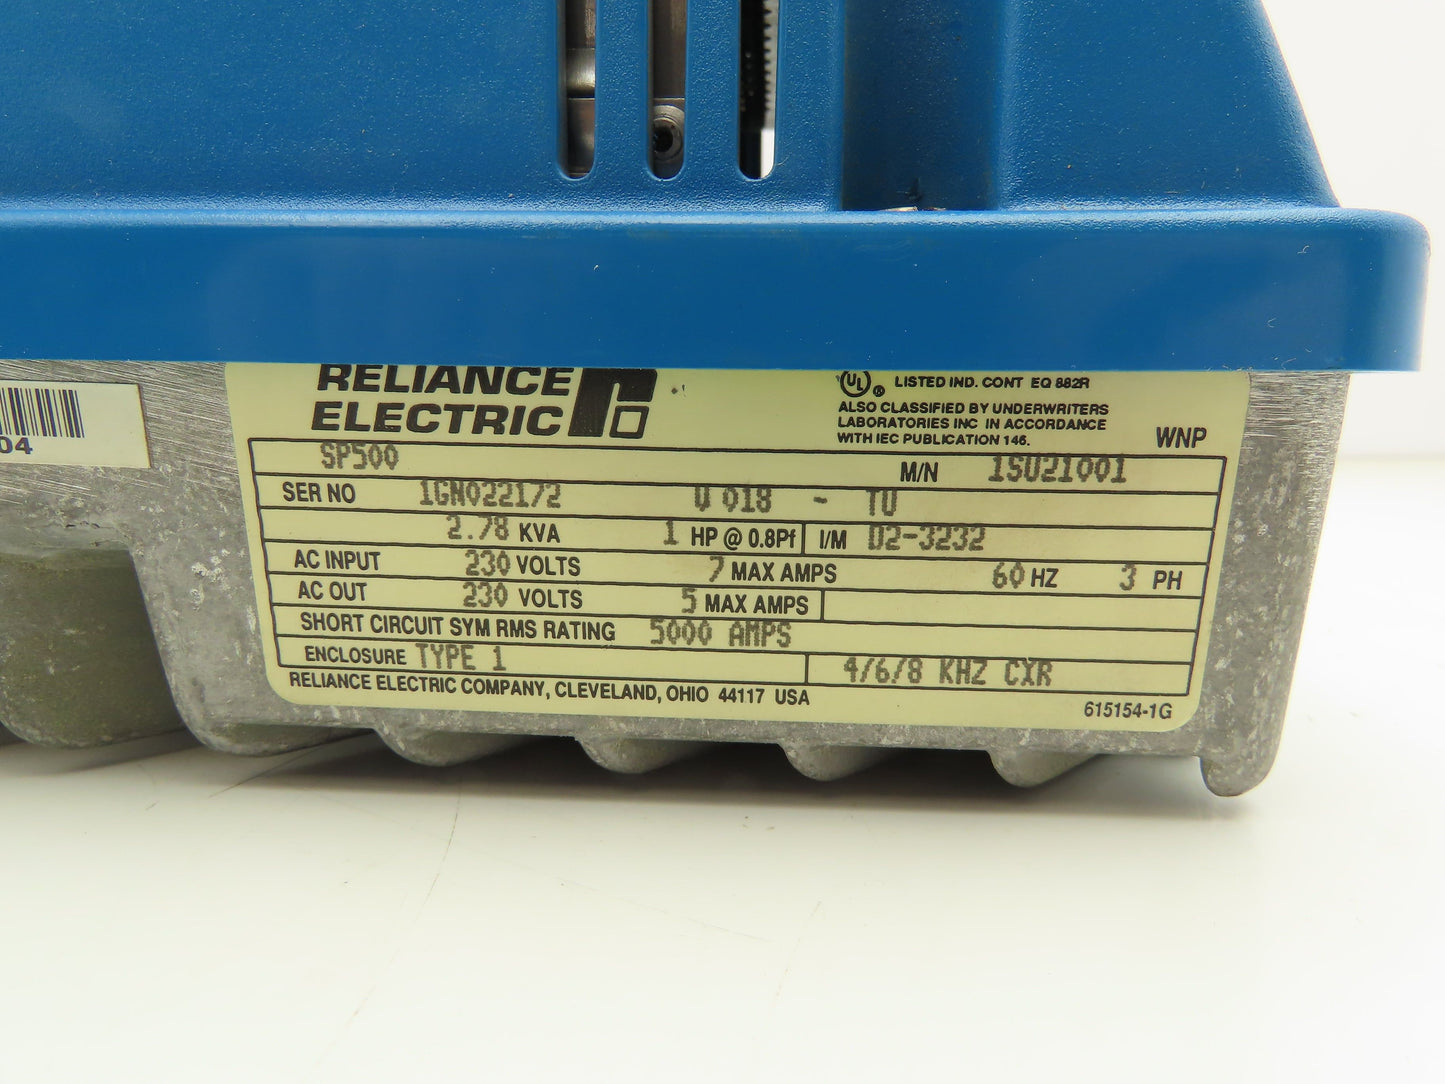 RELIANCE
ELECTRIC
UL ® LISTED IND. CONT EQ 882R
ALSO CLASSIFIED BY UNDERWRITERS
LABORATORIES INC IN ACCORDANCE
WITH IEC PUBLICATION 146.
WNP
SP500 M/N 1SU21001
SER NO 1GN0221/2 V 018 - TU
2.78 KVA 1 HP @ 0.8Pf I/M D2-3232
AC INPUT 230 VOLTS 7 MAX AMPS 60 HZ 3 PH
AC OUT 230 VOLTS 5 MAX AMPS
SHORT CIRCUIT SYM RMS RATING 5000 AMPS
ENCLOSURE TYPE 1 4/6/8 KHZ CXR
RELIANCE ELECTRIC COMPANY, CLEVELAND, OHIO 44117 USA
615154-1G
04